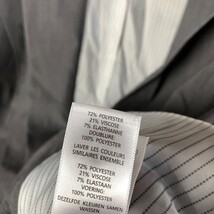 72% POLYESTER
21% VISCOSE
7% ELASTHANNE
DOUBLURE:
100% POLYESTER
LAVER LES COULEURS
SIMILAIRES ENSEMBLE
72% POLYESTER
21% VISCOSE
7% ELASTAAN
VOERING:
100% POLYESTER
DEZELFDE KLEUREN SAMEN
WASSEN